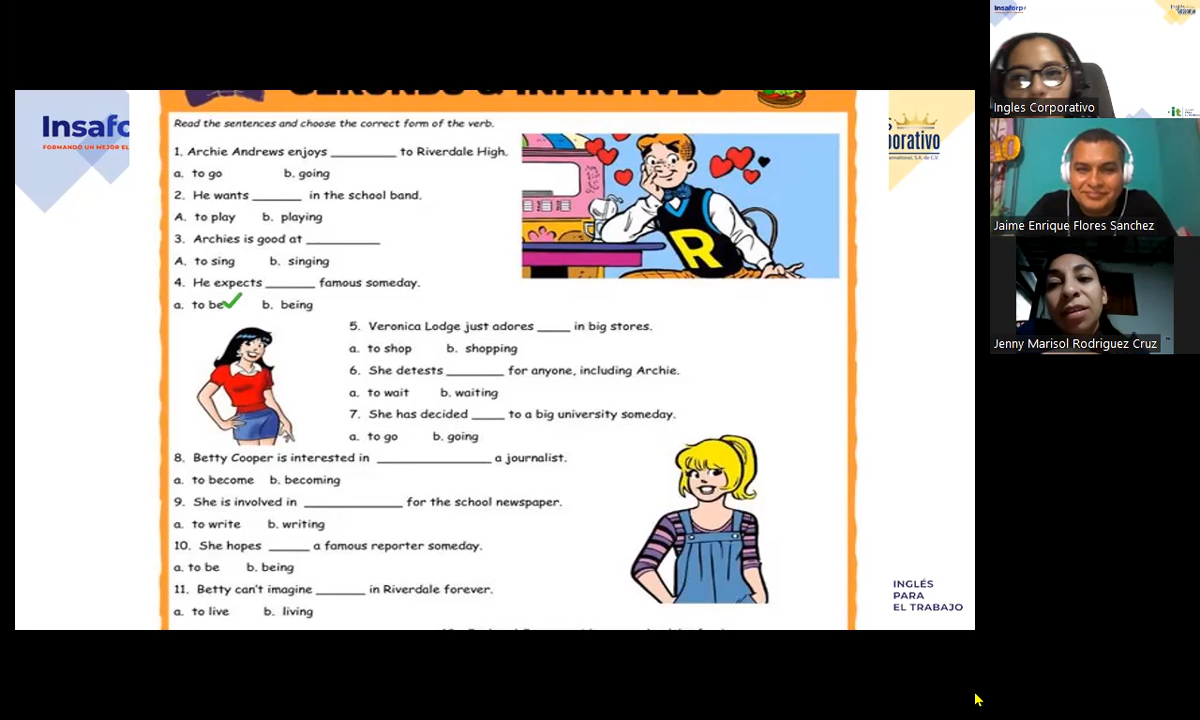 Insafo
FORMANDO UN MEJOR EL
GERUNDS & INFINITIVES
Read the sentences and choose the correct form of the verb.
1. Archie Andrews enjoys __________ to Riverdale High.
a. to go b. going
2. He wants _______ in the school band.
A. to play b. playing
3. Archies is good at ___________
A. to sing b. singing
4. He expects _______ famous someday.
a. to be b. being
R
5. Veronica Lodge just adores _____ in big stores.
a. to shop b. shopping
6. She detests ________ for anyone, including Archie.
a. to wait b. waiting
7. She has decided _____ to a big university someday.
a. to go b. going
8. Betty Cooper is interested in _________________ a journalist.
a. to become b. becoming
9. She is involved in _______________ for the school newspaper.
a. to write b. writing
10. She hopes ______ a famous reporter someday.
a. to be b. being
11. Betty can't imagine _______ in Riverdale forever.
a. to live b. living
orativo
INGLÉS
PARA
EL TRABAJO
Insaforp
Ingles Corporativo
Jaime Enrique Flores Sanchez
Jenny Marisol Rodriguez Cruz